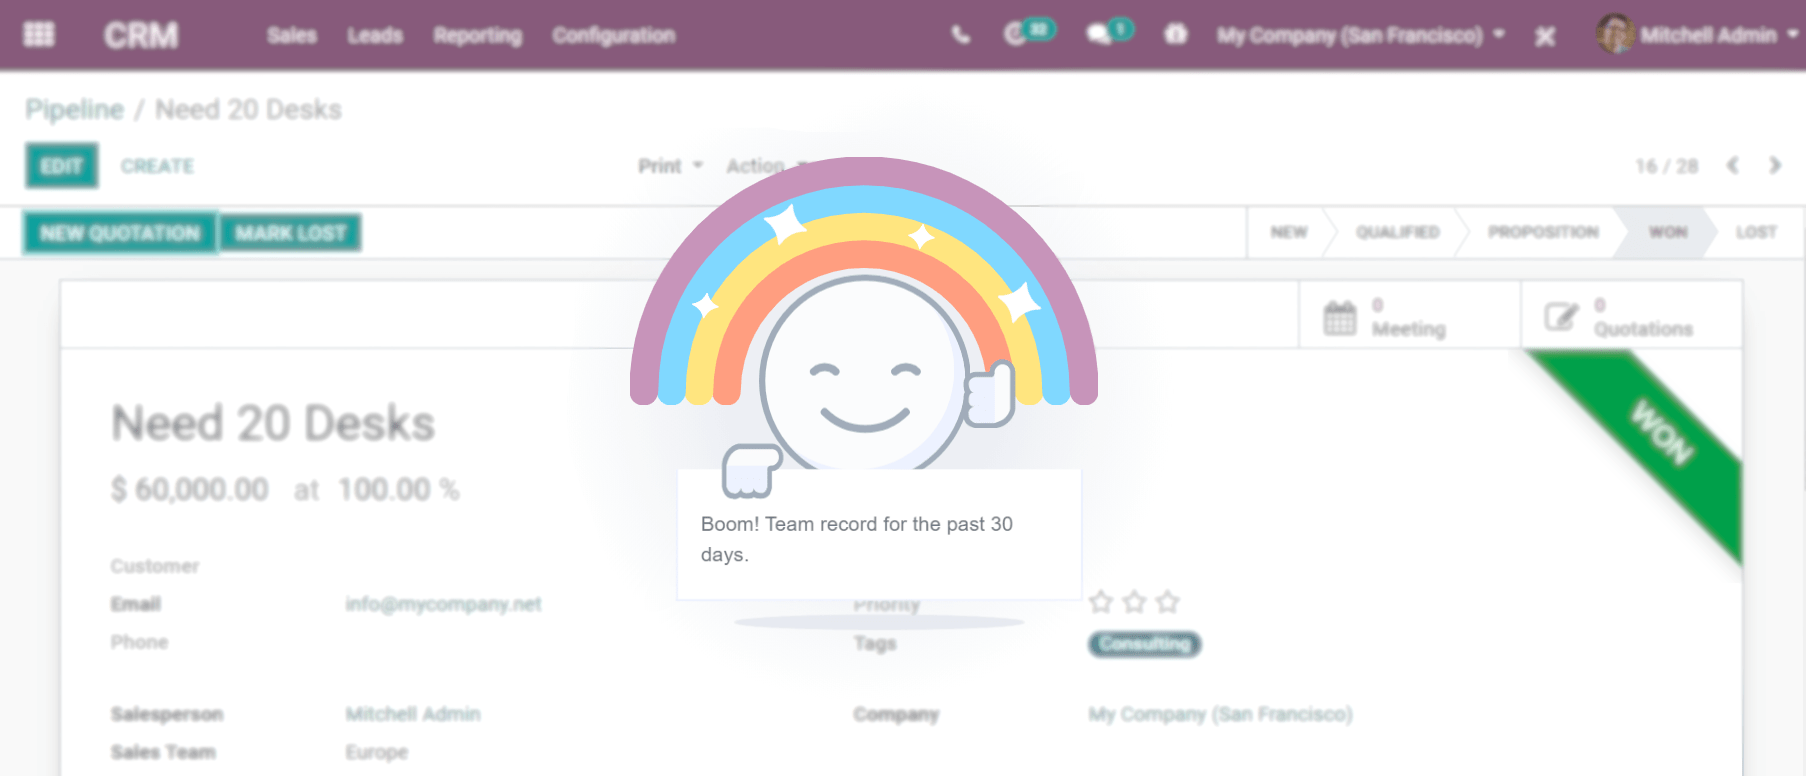 CRM Sales Leads Reporting Configuration 32 1 My Company (San Francisco) Mitchell Admin
Pipeline / Need 20 Desks
EDIT CREATE Print Action 16 / 28
NEW QUOTATION MARK LOST NEW QUALIFIED PROPOSITION WON LOST
0
Meeting
0
Quotations
WON
Need 20 Desks
$ 60,000.00 at 100.00 %
Boom! Team record for the past 30
days.
Customer
Email info@mycompany.net Priority
Phone Tags Consulting
Salesperson Mitchell Admin Company My Company (San Francisco)
Sales Team Europe